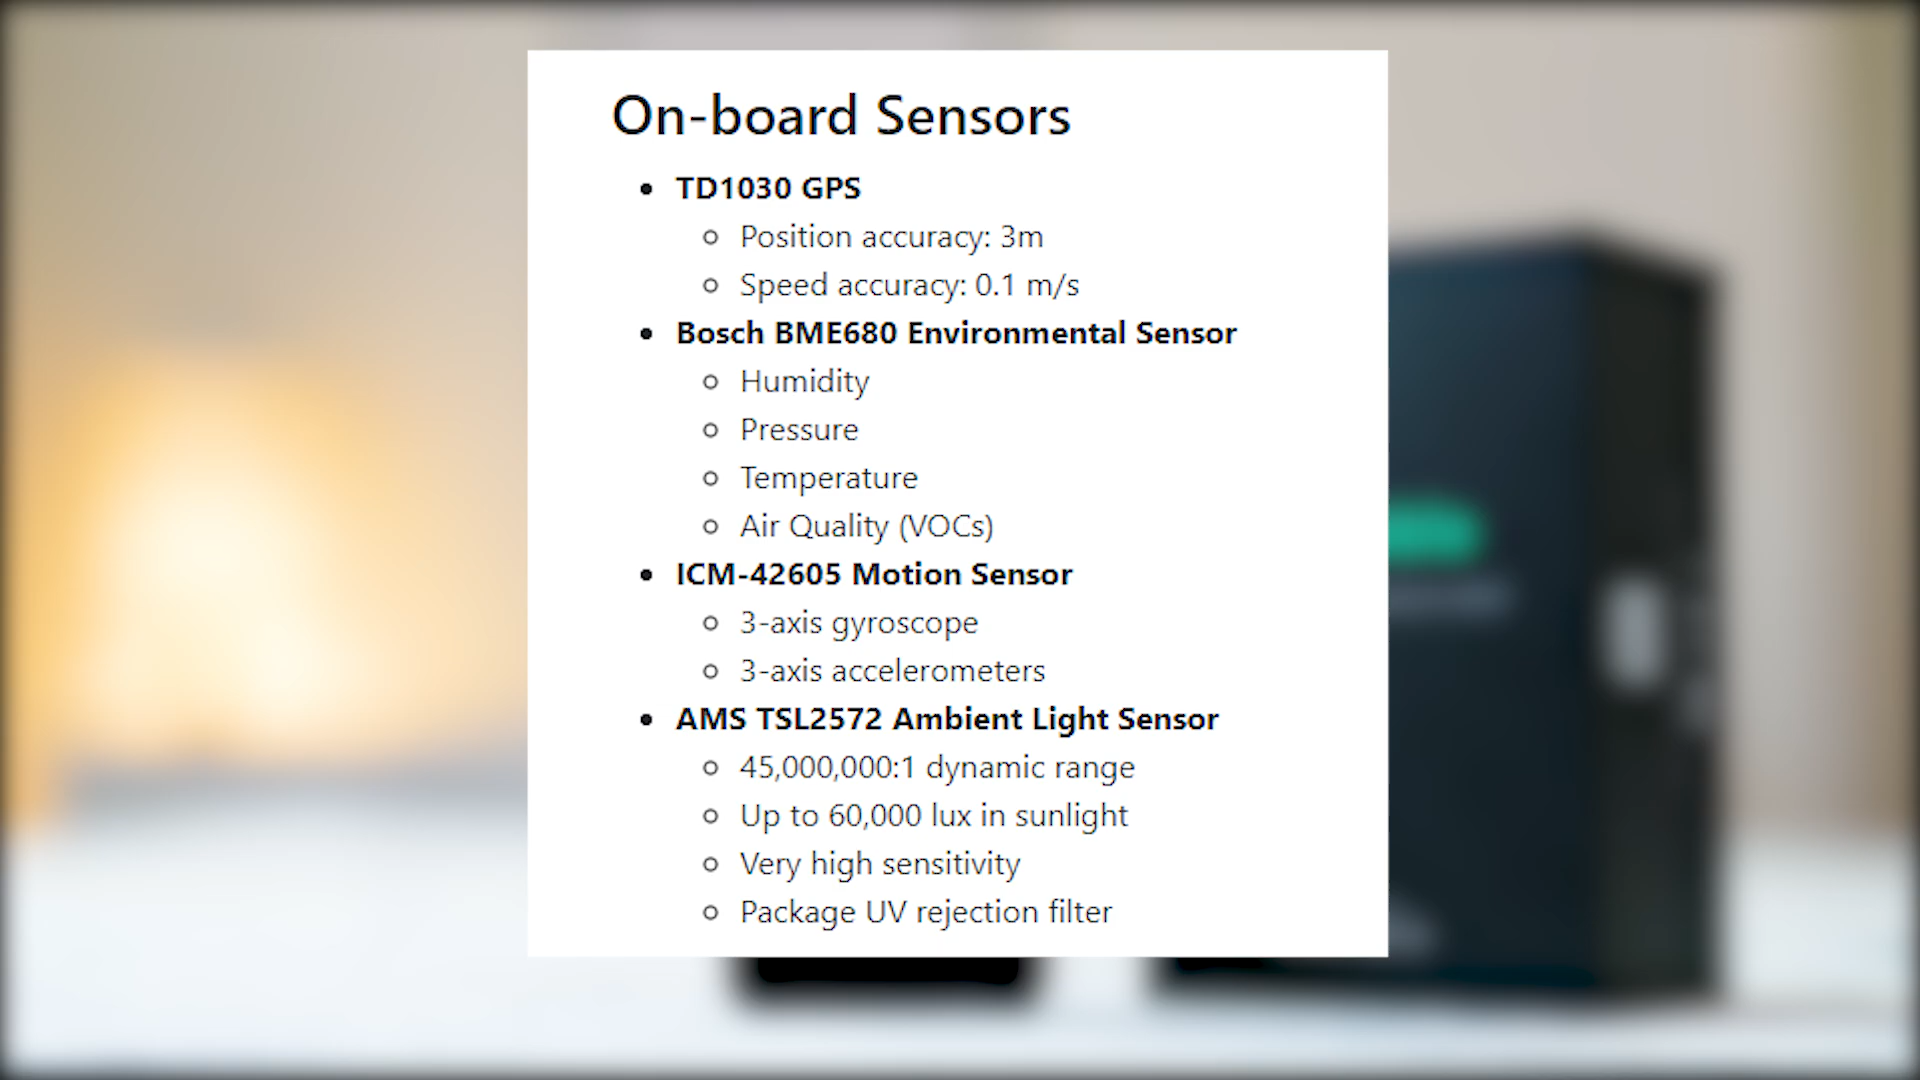 On-board Sensors
TD1030 GPS
Position accuracy: 3m
Speed accuracy: 0.1 m/s
Bosch BME680 Environmental Sensor
Humidity
Pressure
Temperature
Air Quality (VOCs)
ICM-42605 Motion Sensor
3-axis gyroscope
3-axis accelerometers
AMS TSL2572 Ambient Light Sensor
45,000,000:1 dynamic range
Up to 60,000 lux in sunlight
Very high sensitivity
Package UV rejection filter